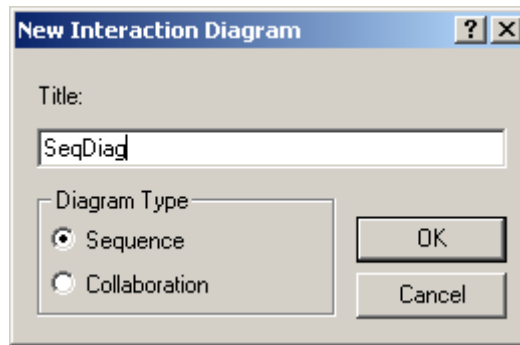 New Interaction Diagram
Title:
SeqDiag
Diagram Type
Sequence
Collaboration
OK
Cancel